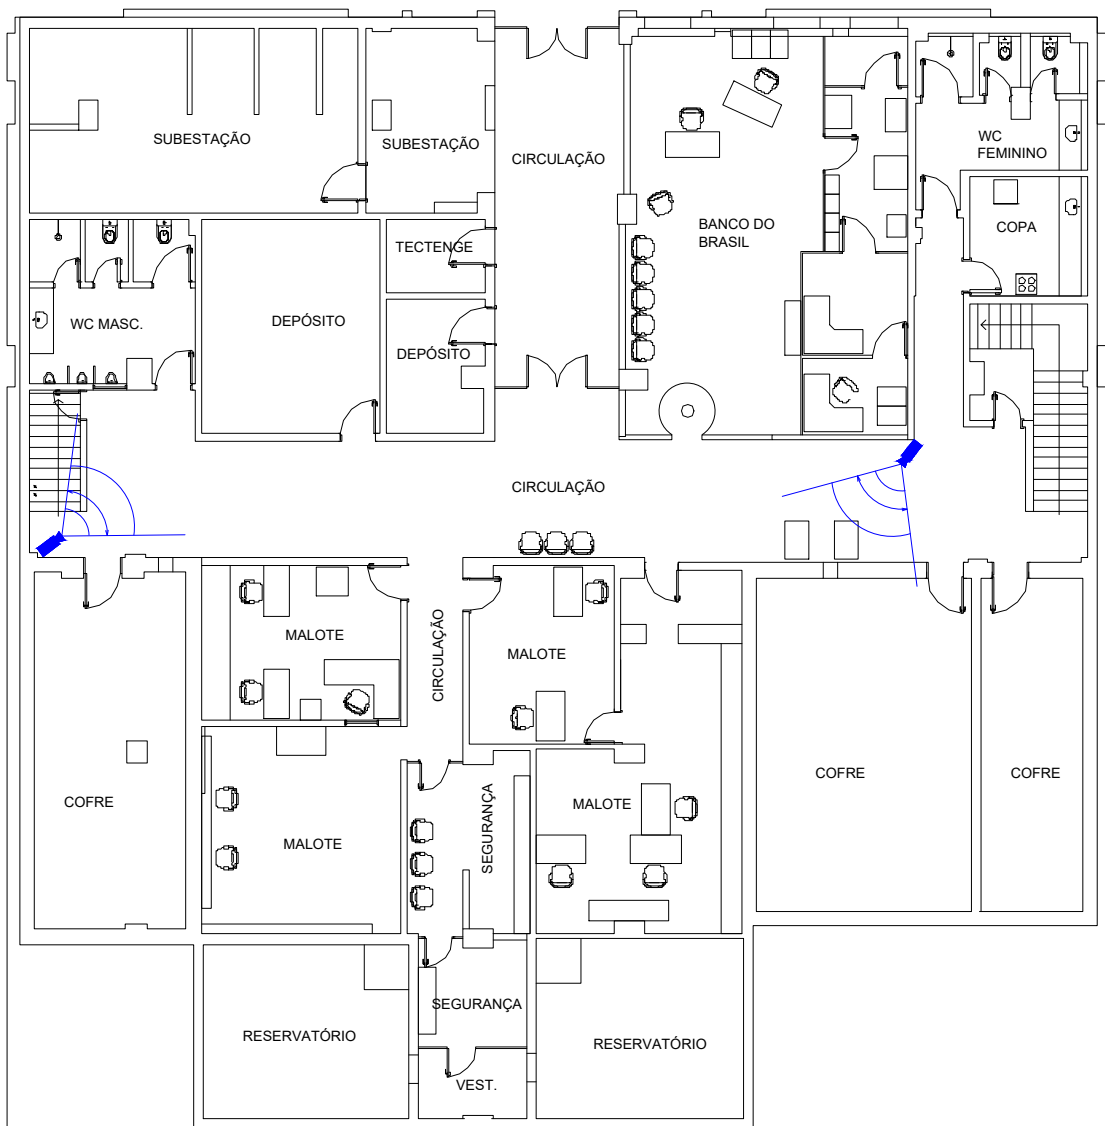 SUBESTAÇÃO
SUBESTAÇÃO
CIRCULAÇÃO
WC
FEMININO
BANCO DO
BRASIL
COPA
TECTENGE
WC MASC.
DEPÓSITO
DEPÓSITO
CIRCULAÇÃO
MALOTE
CIRCULAÇÃO
MALOTE
COFRE
MALOTE
SEGURANÇA
MALOTE
COFRE
COFRE
SEGURANÇA
RESERVATÓRIO
RESERVATÓRIO
VEST.